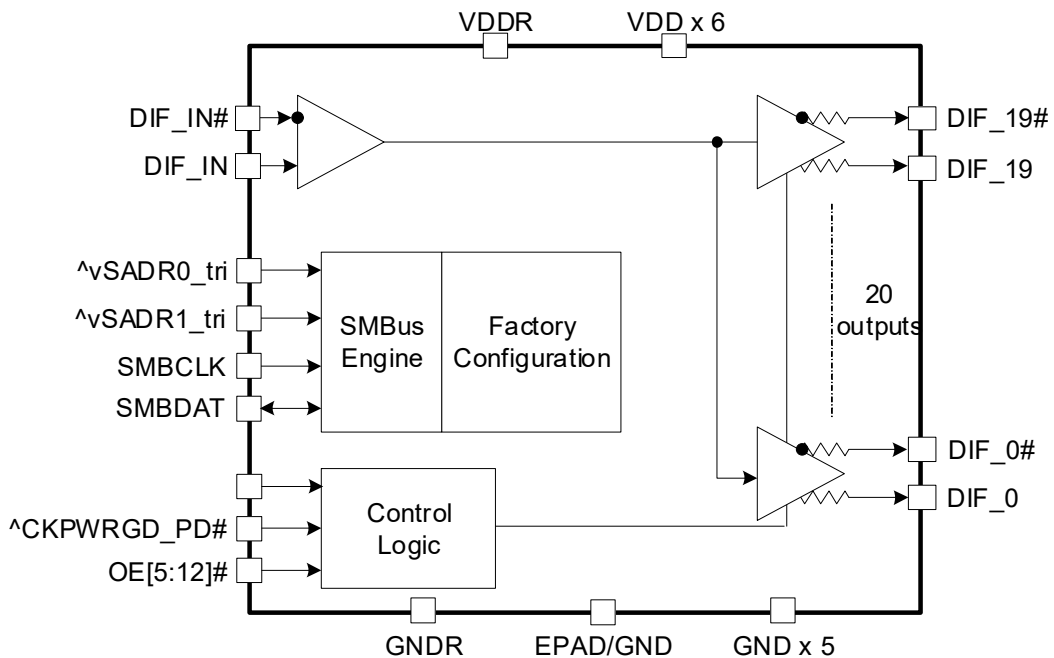 VDDR
VDD x 6
DIF_IN#
DIF_IN
DIF_19#
DIF_19
^vSADR0_tri
^vSADR1_tri
SMBCLK
SMBDAT
SMBus
Engine
Factory
Configuration
20
outputs
DIF_0#
DIF_0
^CKPWRGD_PD#
OE[5:12]#
Control
Logic
GNDR
EPAD/GND
GND x 5